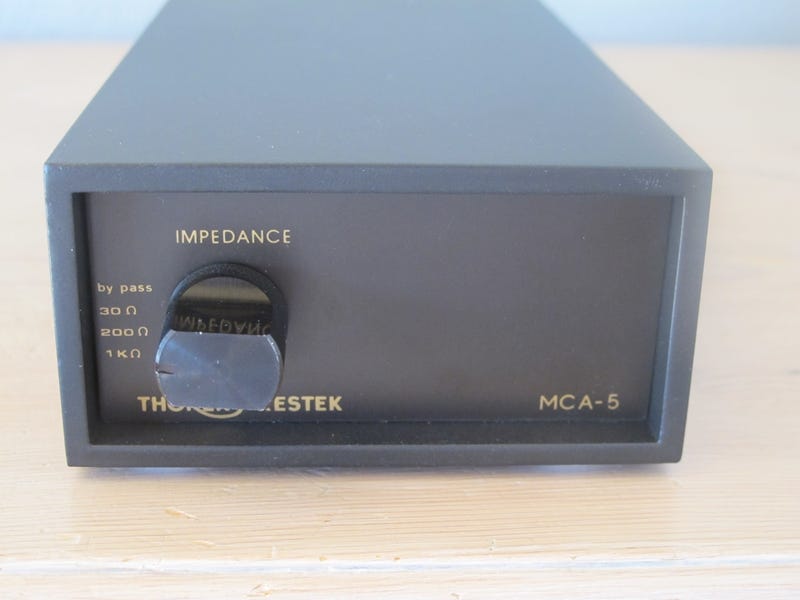 IMPEDANCE
by pass
30 Ω
200 Ω
1 KΩ
MCA-5